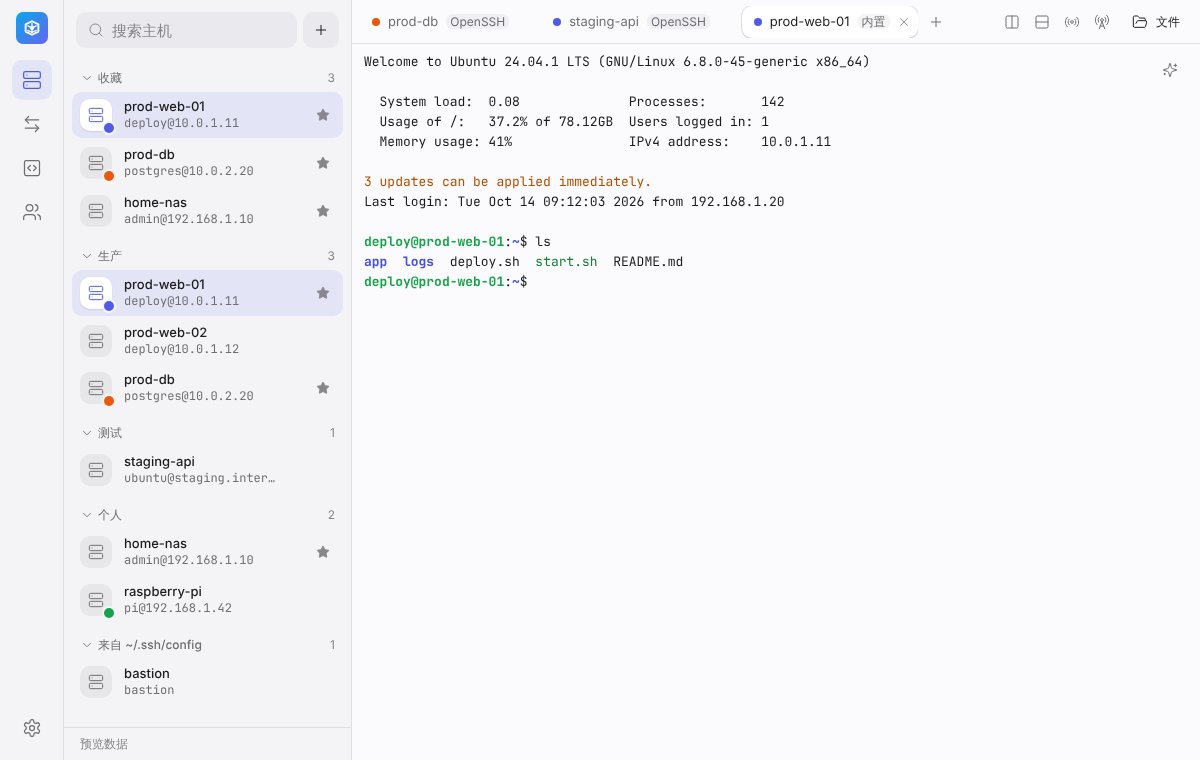 搜索主机
收藏 3
prod-web-01
deploy@10.0.1.11
prod-db
postgres@10.0.2.20
home-nas
admin@192.168.1.10
生产 3
prod-web-01
deploy@10.0.1.11
prod-web-02
deploy@10.0.1.12
prod-db
postgres@10.0.2.20
测试 1
staging-api
ubuntu@staging.inter…
个人 2
home-nas
admin@192.168.1.10
raspberry-pi
pi@192.168.1.42
来自 ~/.ssh/config 1
bastion
bastion
预览数据
prod-db OpenSSH staging-api OpenSSH prod-web-01 内置 文件
Welcome to Ubuntu 24.04.1 LTS (GNU/Linux 6.8.0-45-generic x86_64)
System load: 0.08 Processes: 142
Usage of /: 37.2% of 78.12GB Users logged in: 1
Memory usage: 41% IPv4 address: 10.0.1.11
3 updates can be applied immediately.
Last login: Tue Oct 14 09:12:03 2026 from 192.168.1.20
deploy@prod-web-01:~$ ls
app logs deploy.sh start.sh README.md
deploy@prod-web-01:~$